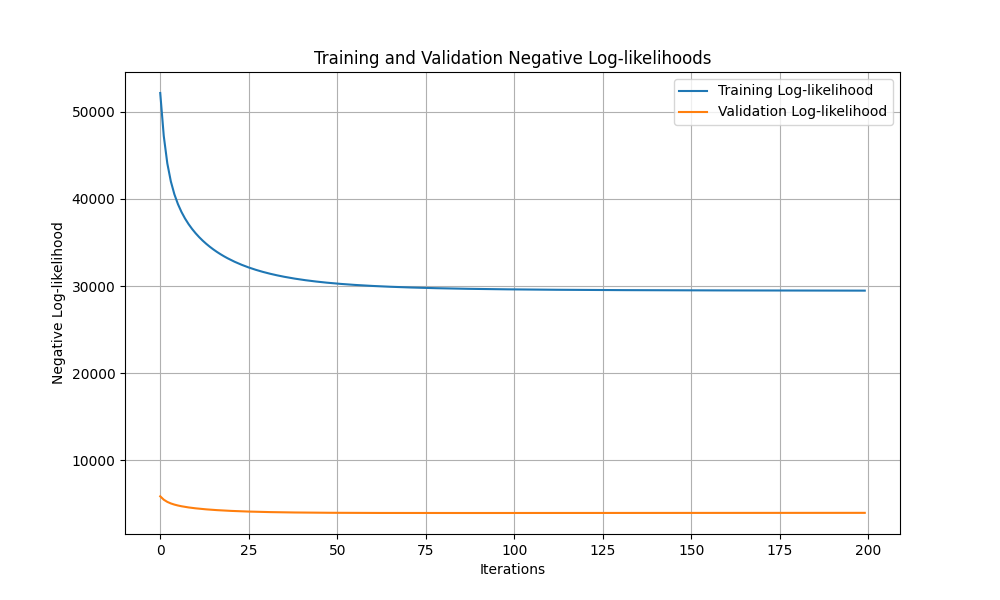 Training and Validation Negative Log-likelihoods
Training Log-likelihood
Validation Log-likelihood
Negative Log-likelihood
50000
40000
30000
20000
10000
0 25 50 75 100 125 150 175 200
Iterations